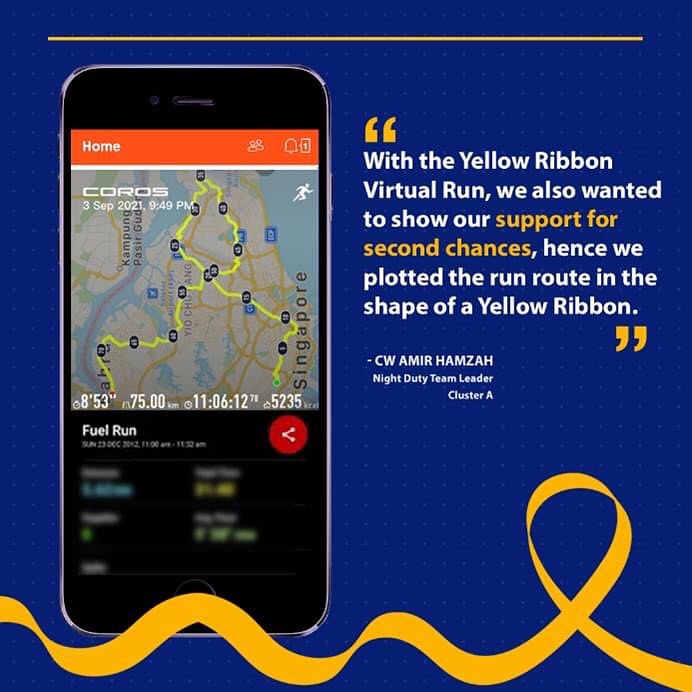 Home
COROS
3 Sep 2021, 9:49 PM
Kampung
Pasir Gud
YIO CHU KANG
Singapore
8'53"
75.00 km
11:06:12
5235 kcal
Fuel Run
SUN 23 DEC 2012, 11:00 am - 11:32 am
“
With the Yellow Ribbon
Virtual Run, we also wanted
to show our support for
second chances, hence we
plotted the run route in the
shape of a Yellow Ribbon.
”
- CW AMIR HAMZAH
Night Duty Team Leader
Cluster A